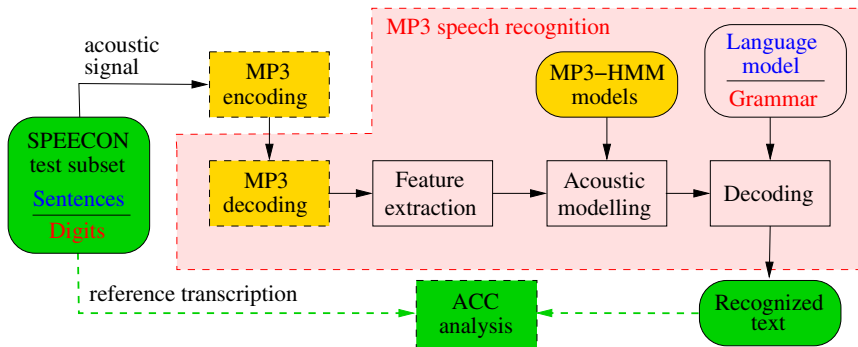 MP3 speech recognition
acoustic
signal
MP3
encoding
MP3−HMM
models
Language
model
Grammar
SPEECON
test subset
Sentences
Digits
MP3
decoding
Feature
extraction
Acoustic
modelling
Decoding
reference transcription
ACC
analysis
Recognized
text